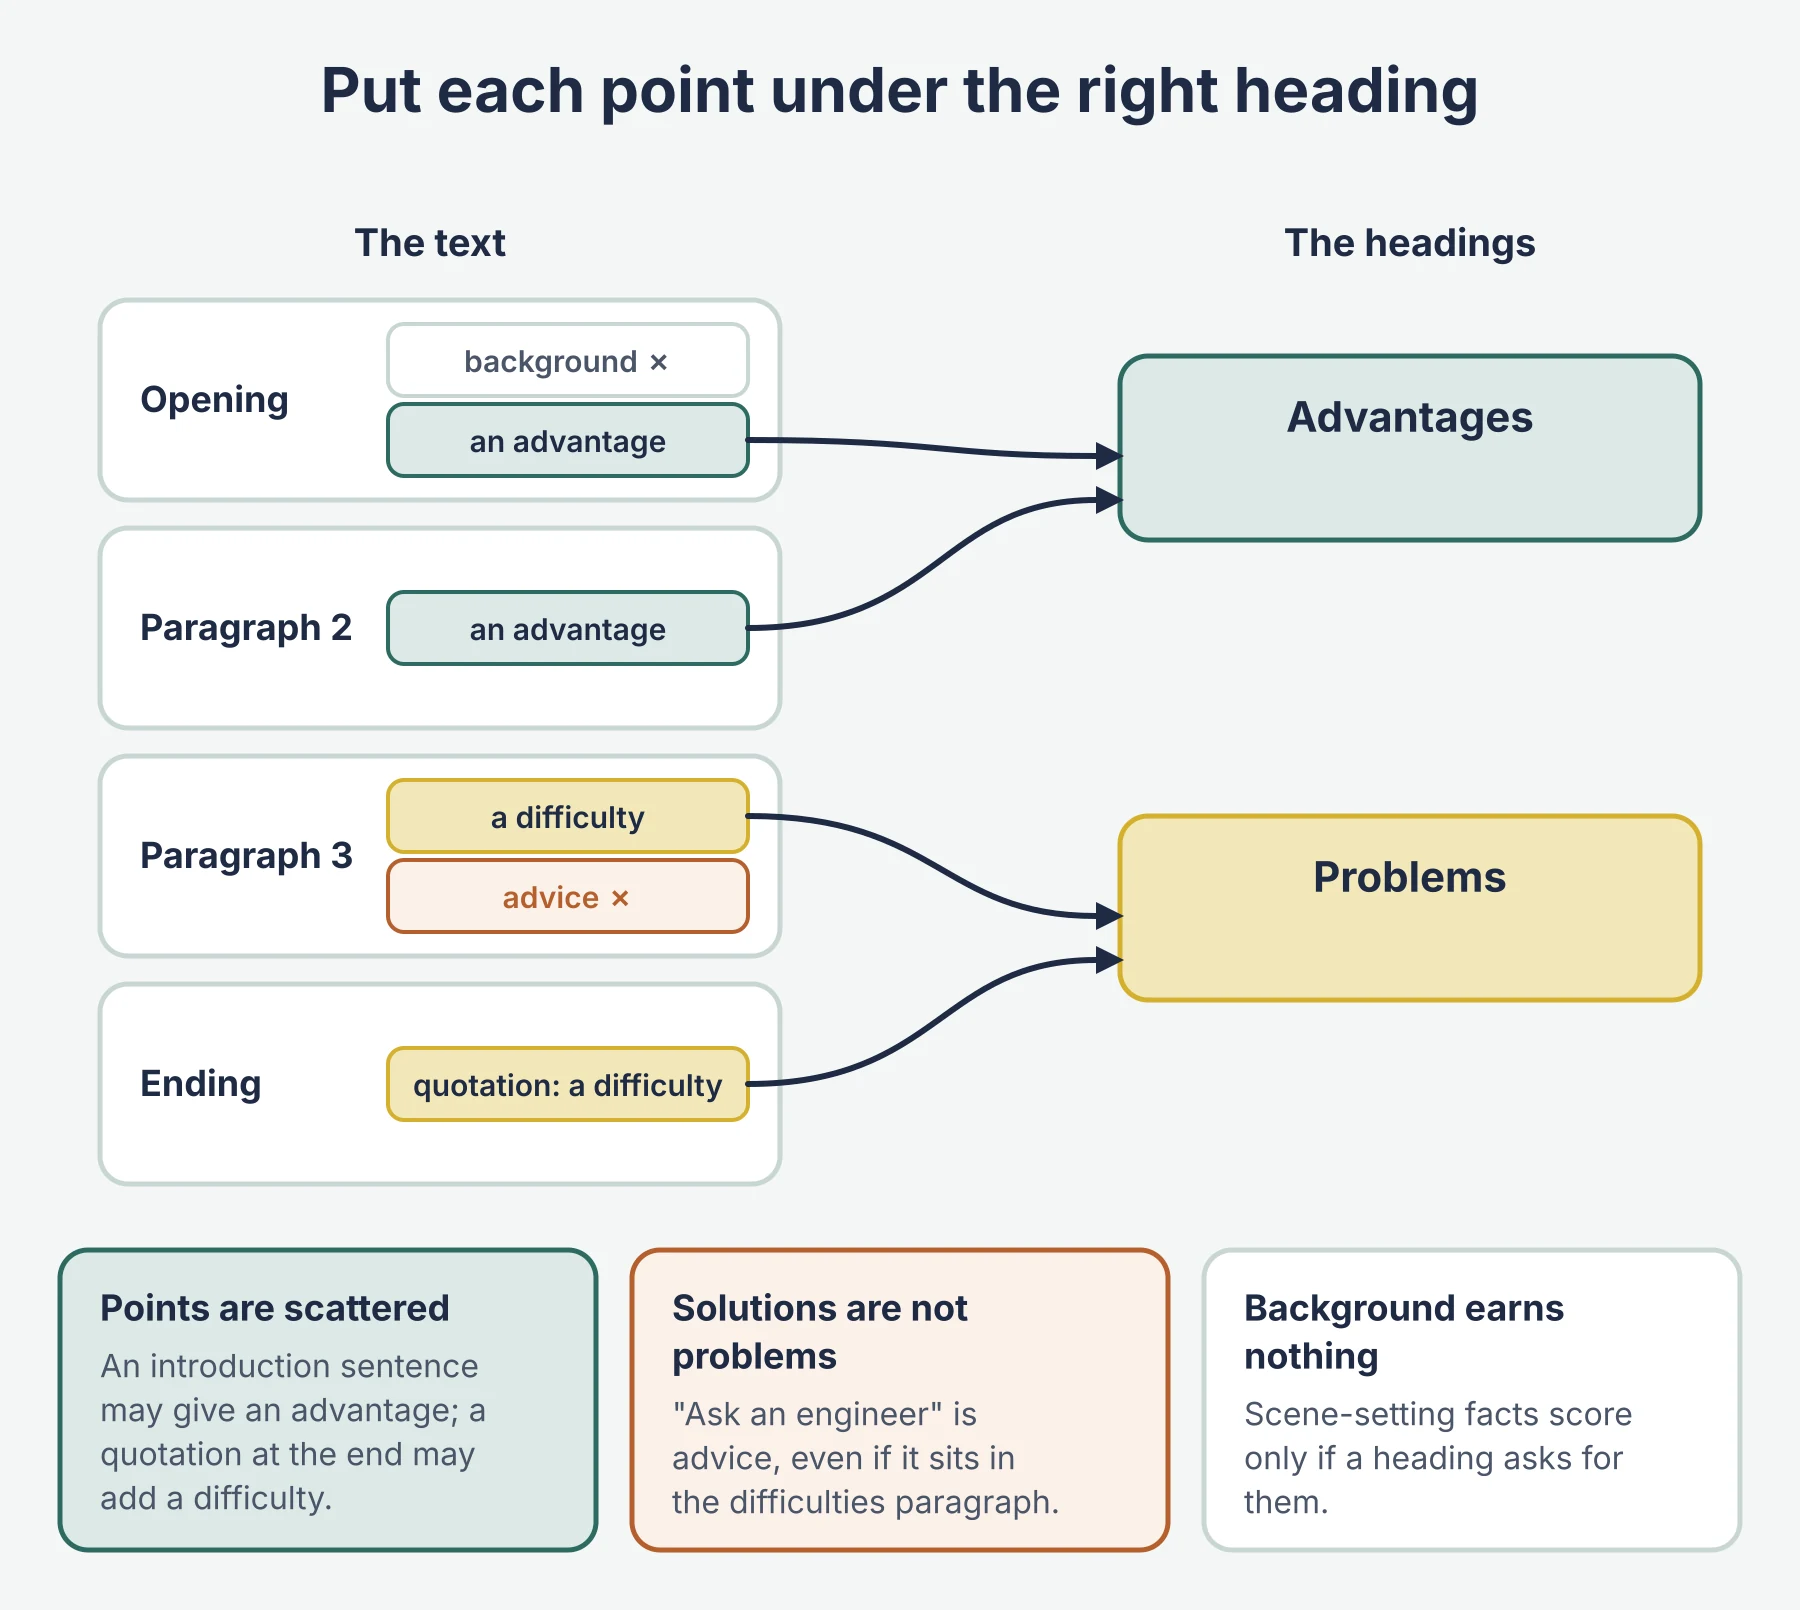 Put each point under the right heading
The text
The headings
Opening
background ×
an advantage
Advantages
Paragraph 2
an advantage
Paragraph 3
a difficulty
advice ×
Problems
Ending
quotation: a difficulty
Points are scattered
An introduction sentence
may give an advantage; a
quotation at the end may
add a difficulty.
Solutions are not
problems
"Ask an engineer" is
advice, even if it sits in
the difficulties paragraph.
Background earns
nothing
Scene-setting facts score
only if a heading asks for
them.